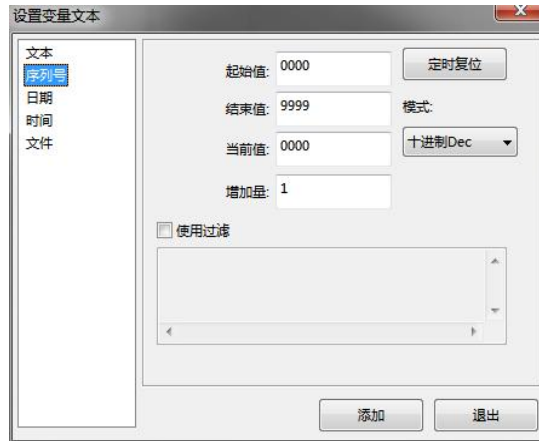 设置变量文本
文本
序列号
日期
时间
文件
起始值: 0000
定时复位
结束值: 9999
模式:
当前值: 0000
十进制Dec
增加量: 1
使用过滤
添加
退出